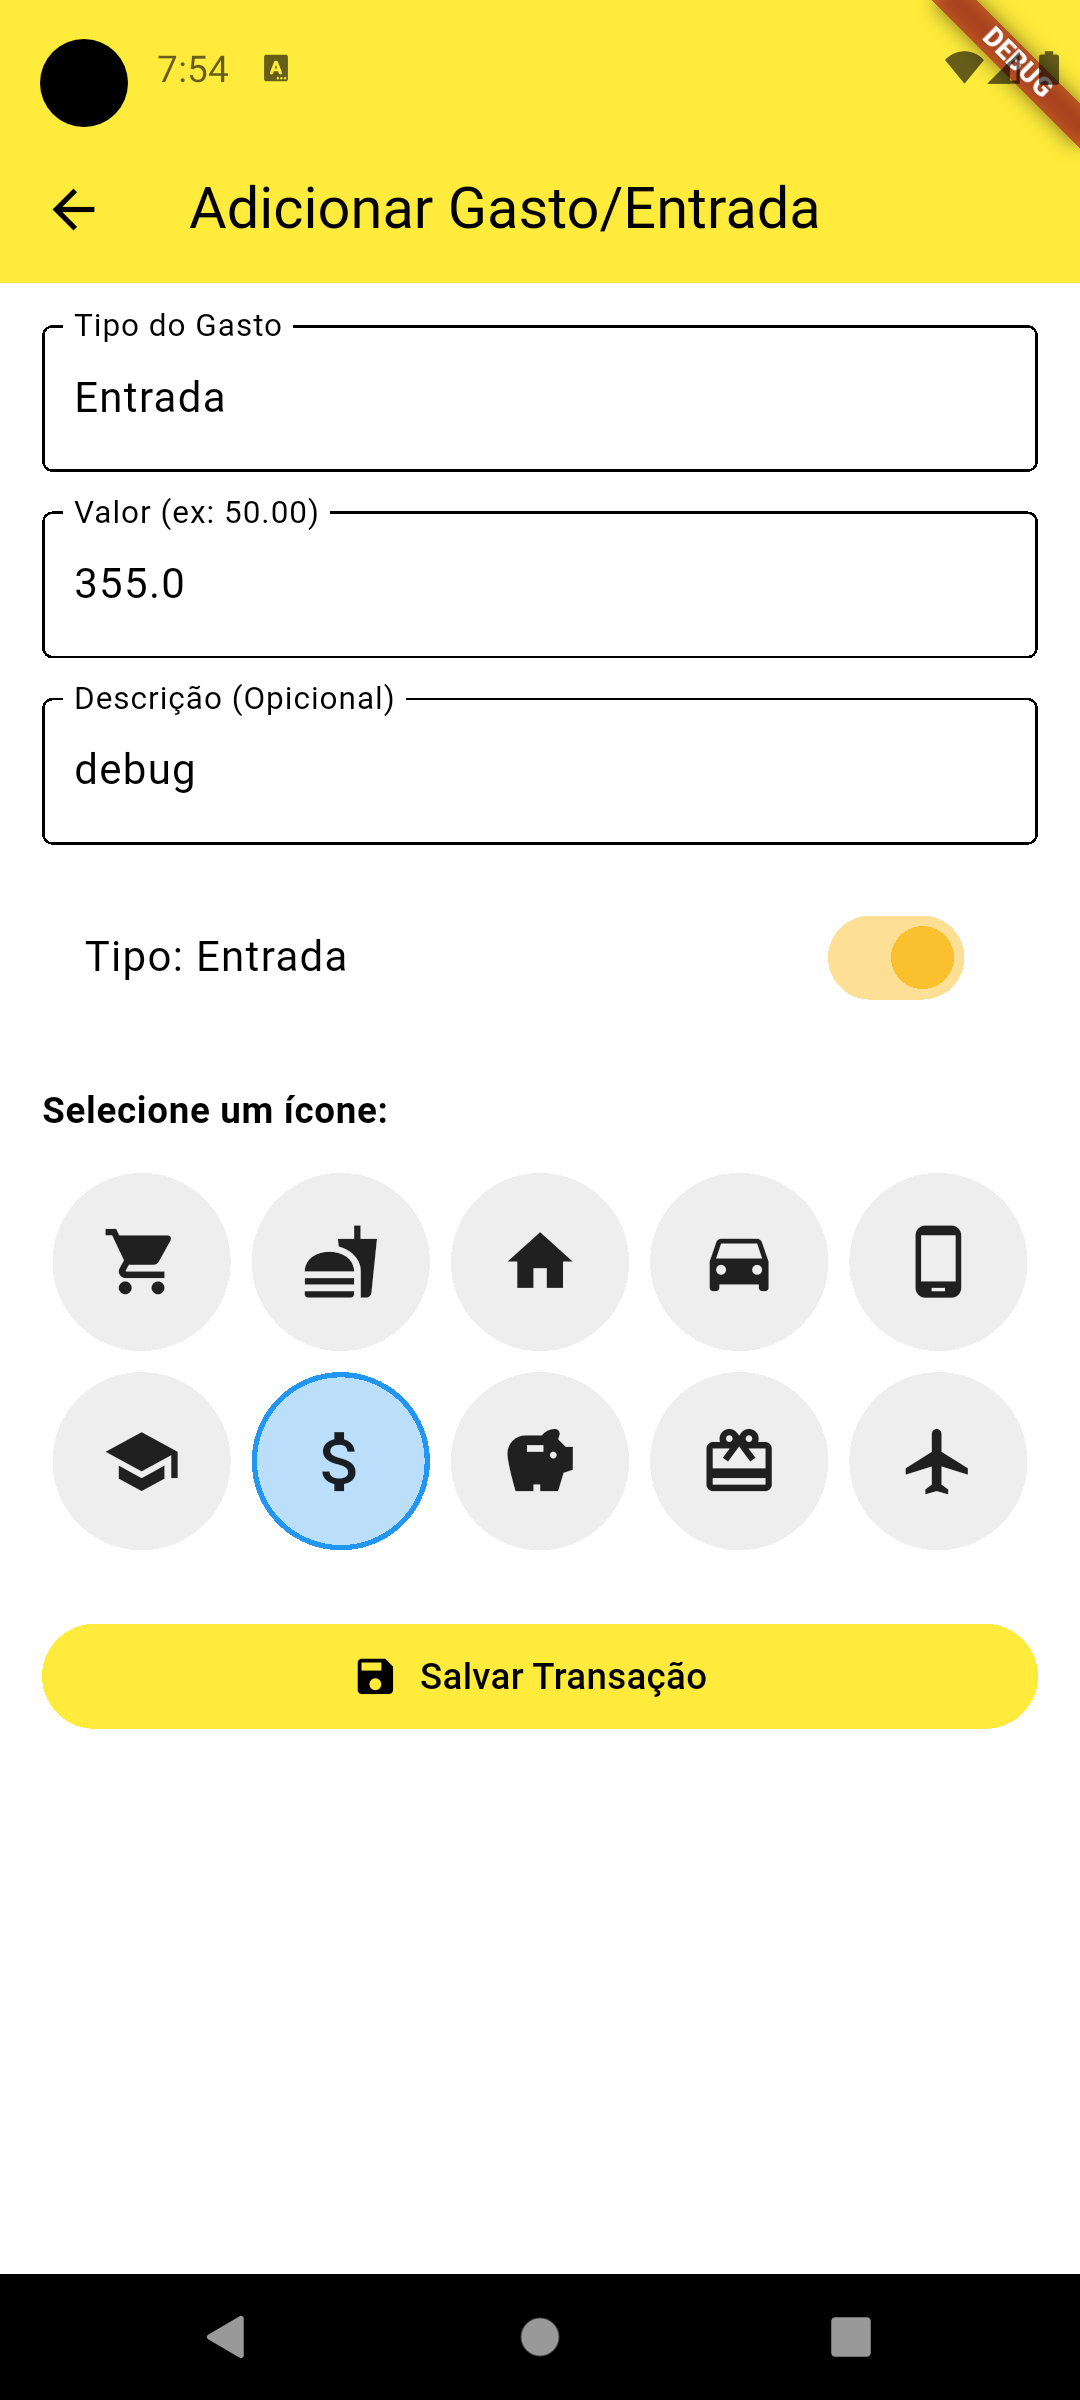 7:54
DEBUG
Adicionar Gasto/Entrada
Tipo do Gasto
Entrada
Valor (ex: 50.00)
355.0
Descrição (Opicional)
debug
Tipo: Entrada
Selecione um ícone:
Salvar Transação